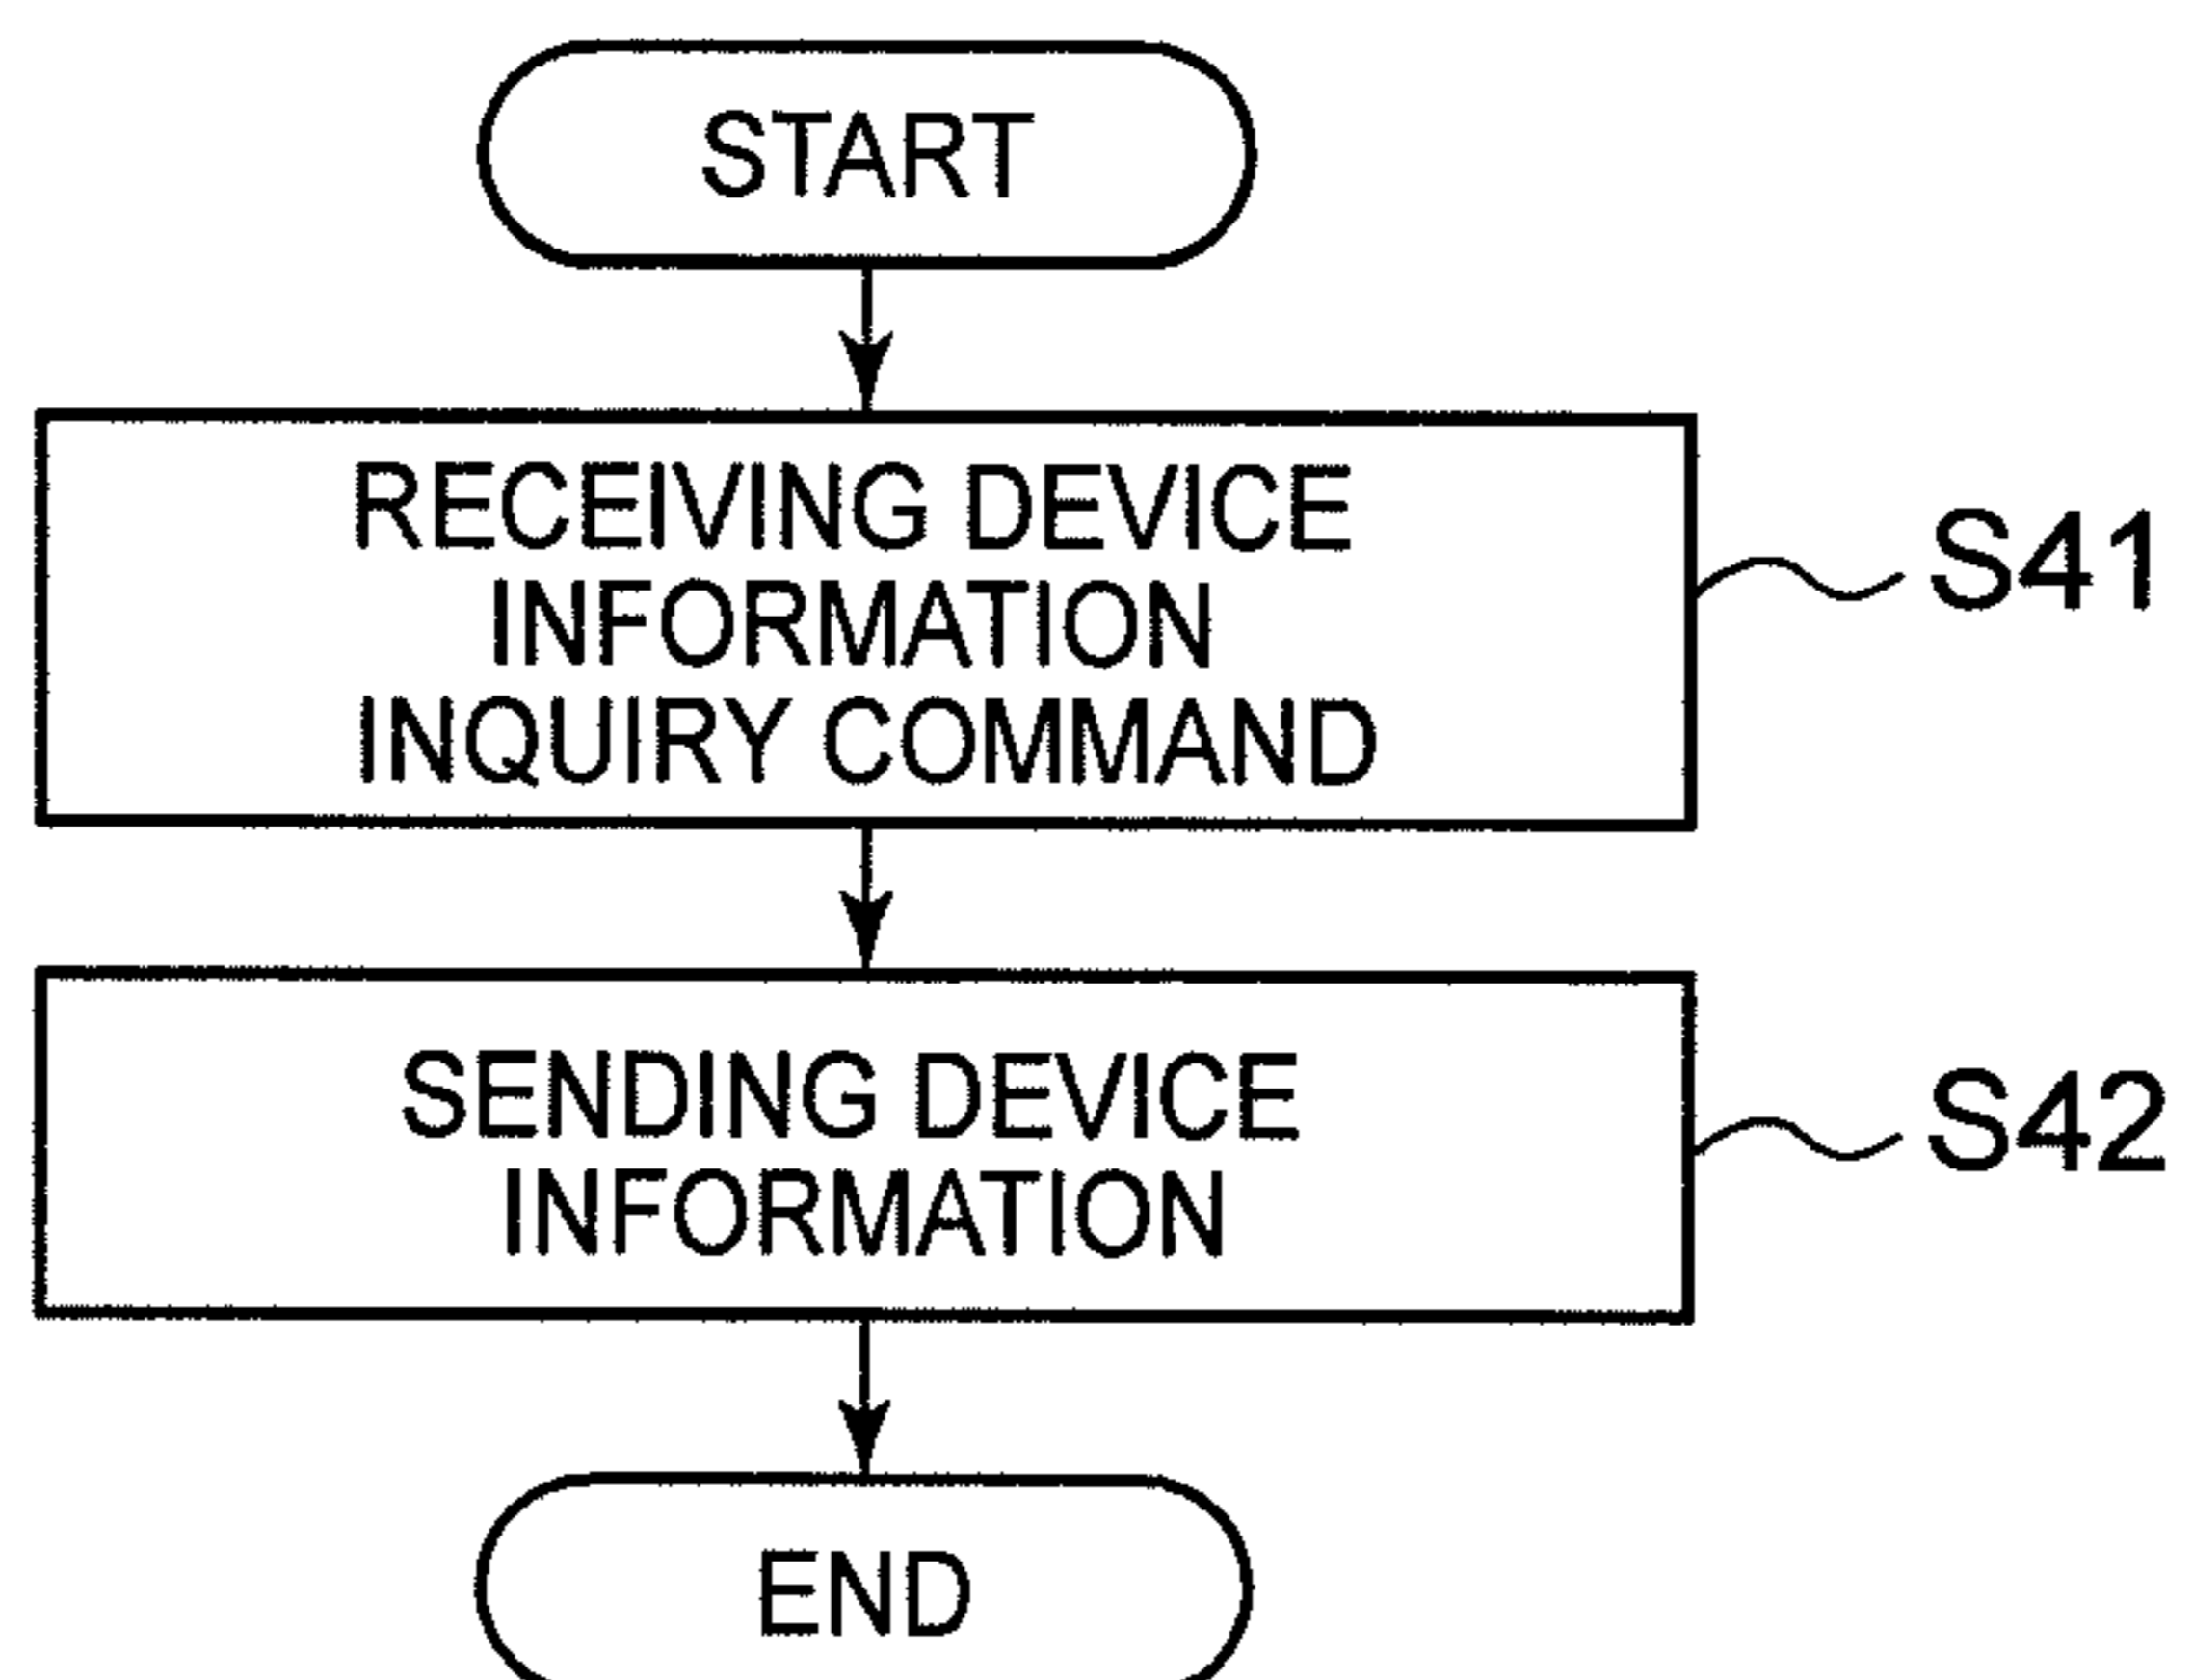 START
RECEIVING DEVICE
INFORMATION
INQUIRY COMMAND
S41
SENDING DEVICE
INFORMATION
S42
END